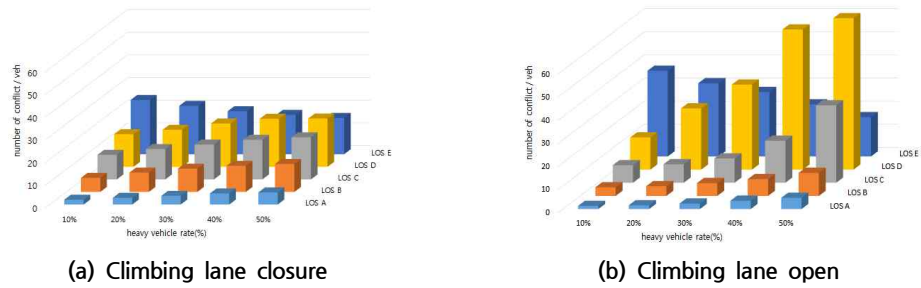 number of conflict / veh
60
50
40
30
20
10
0
LOS E
LOS D
LOS C
LOS B
LOS A
10% 20% 30% 40% 50%
heavy vehicle rate(%)
(a) Climbing lane closure
number of conflict / veh
60
50
40
30
20
10
0
LOS E
LOS D
LOS C
LOS B
LOS A
10% 20% 30% 40% 50%
heavy vehicle rate(%)
(b) Climbing lane open